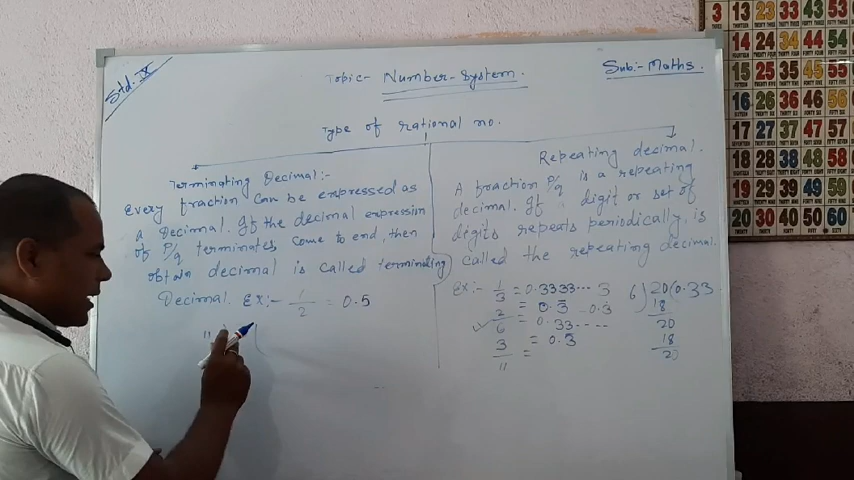 Std. IX
Topic- Number-System.
Sub:- Maths.
Type of rational no.
Terminating Decimal:-
Every fraction can be expressed as
a Decimal. If the decimal expression
of P/q terminates, come to end, then
obtain decimal is called terminating
Decimal. Ex:- 1/2 = 0.5
11
Repeating decimal.
A fraction P/q is a repeating
decimal. If digit or set of
digits repeats periodically, is
called the repeating decimal.
Ex:- 1/3 = 0.3333... 3
= 0.3̄ 0.3
✓ 2/6 = 0.33....
= 0.3̄
3/11 =
6)20(0.33
18
20
18
20
3 13 23 33 43 53
14 24 34 44 54
15 25 35 45 55
16 26 36 46 56
17 27 37 47 57
18 28 38 48 58
19 29 39 49 59
20 30 40 50 60